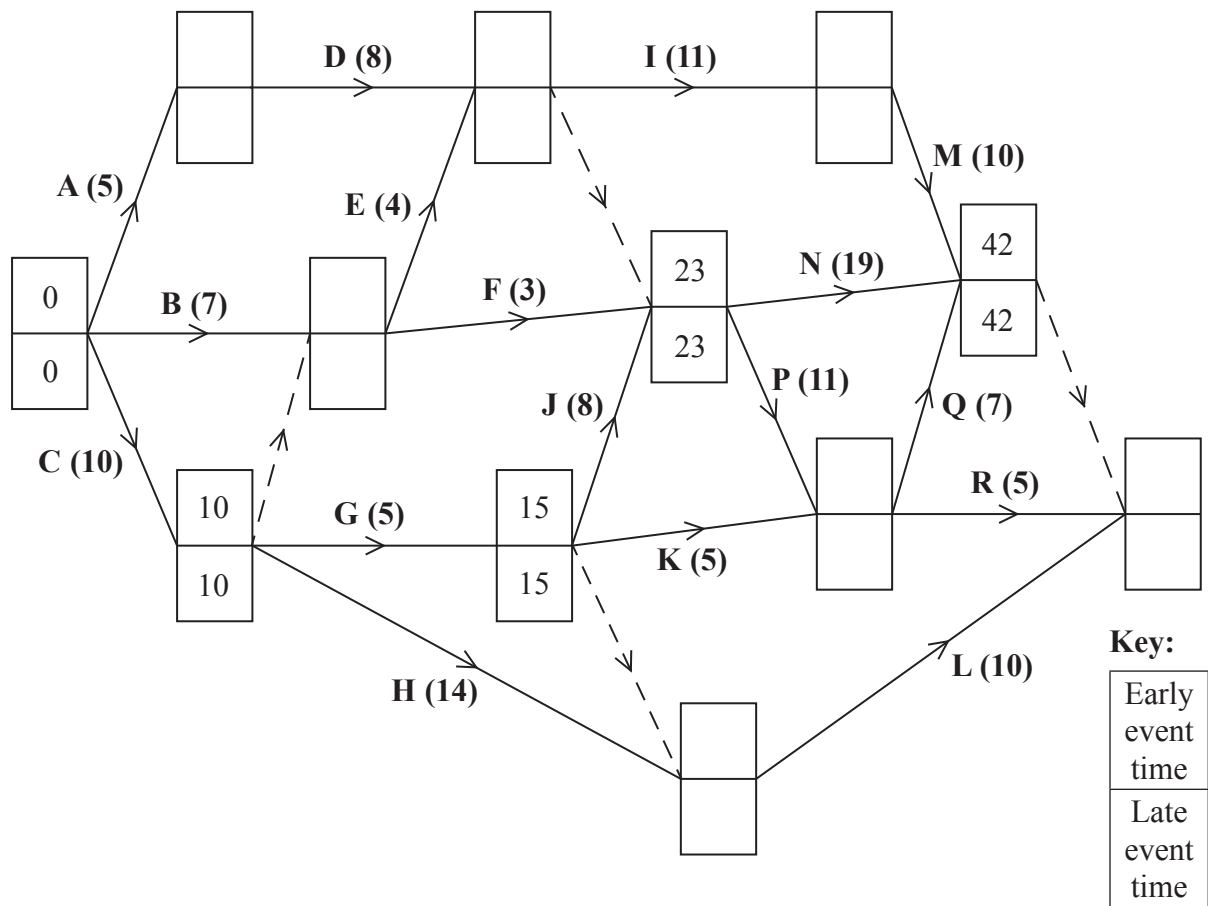 D (8)
I (11)
M (10)
A (5)
E (4)
42
42
N (19)
23
23
F (3)
B (7)
0
0
P (11)
J (8)
Q (7)
C (10)
10
10
G (5)
15
15
R (5)
K (5)
H (14)
L (10)
Key:
Early
event
time
Late
event
time